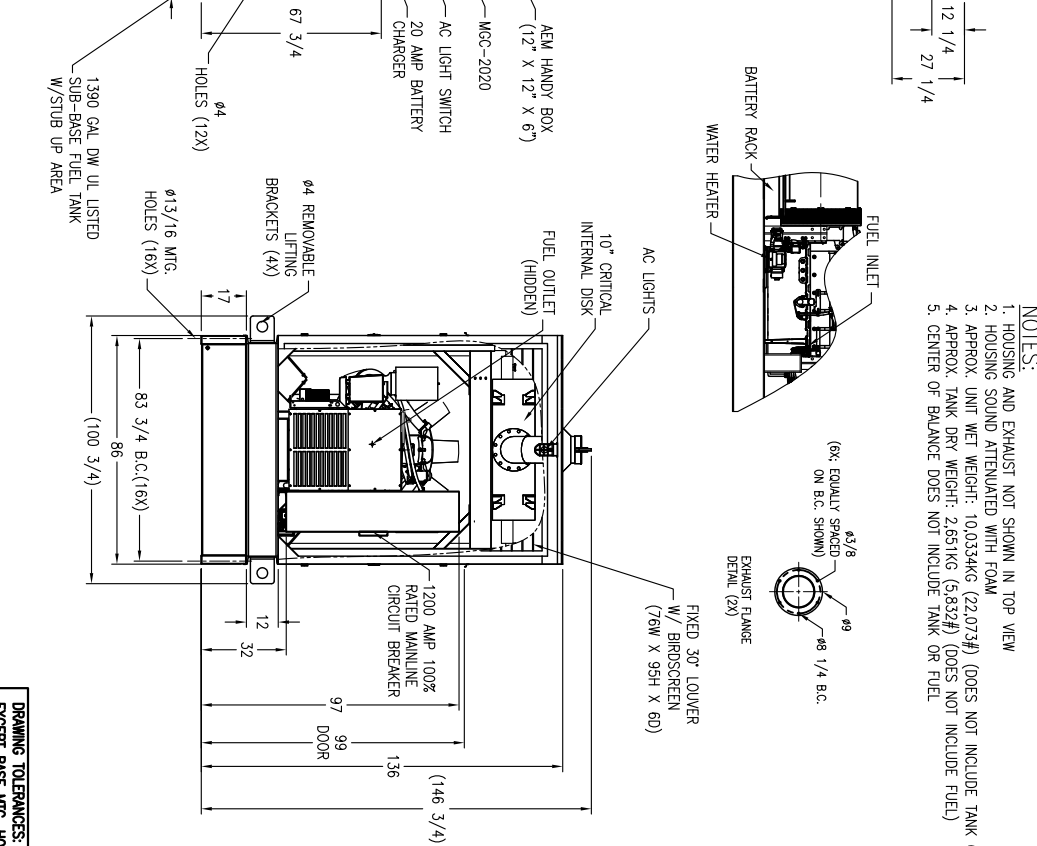 NOTES:
1. HOUSING AND EXHAUST NOT SHOWN IN TOP VIEW
2. HOUSING SOUND ATTENUATED WITH FOAM
3. APPROX. UNIT WET WEIGHT: 10,0334KG (22,073#) (DOES NOT INCLUDE TANK
4. APPROX. TANK DRY WEIGHT: 2,651KG (5,832#) (DOES NOT INCLUDE FUEL)
5. CENTER OF BALANCE DOES NOT INCLUDE TANK OR FUEL
12 1/4
27 1/4
FUEL INLET
BATTERY RACK
WATER HEATER
ø3/8
(6X; EQUALLY SPACED
ON B.C. SHOWN)
ø9
ø8 1/4 B.C.
EXHAUST FLANGE
DETAIL (2X)
AEM HANDY BOX
(12" X 12" X 6")
MGC-2020
AC LIGHT SWITCH
20 AMP BATTERY
CHARGER
67 3/4
ø4
HOLES (12X)
1390 GAL DW UL LISTED
SUB-BASE FUEL TANK
W/STUB UP AREA
AC LIGHTS
10" CRITICAL
INTERNAL DISK
FUEL OUTLET
(HIDDEN)
ø4 REMOVABLE
LIFTING
BRACKETS (4X)
ø13/16 MTG.
HOLES (16X)
FIXED 30° LOUVER
W/ BIRDSCREEN
(76W X 95H X 6D)
1200 AMP 100%
RATED MAINLINE
CIRCUIT BREAKER
17
83 3/4 B.C.(16X)
86
(100 3/4)
12
32
97
99
DOOR
136
(146 3/4)
DRAWING TOLERANCES:
EXCEPT BASE MTG. HO